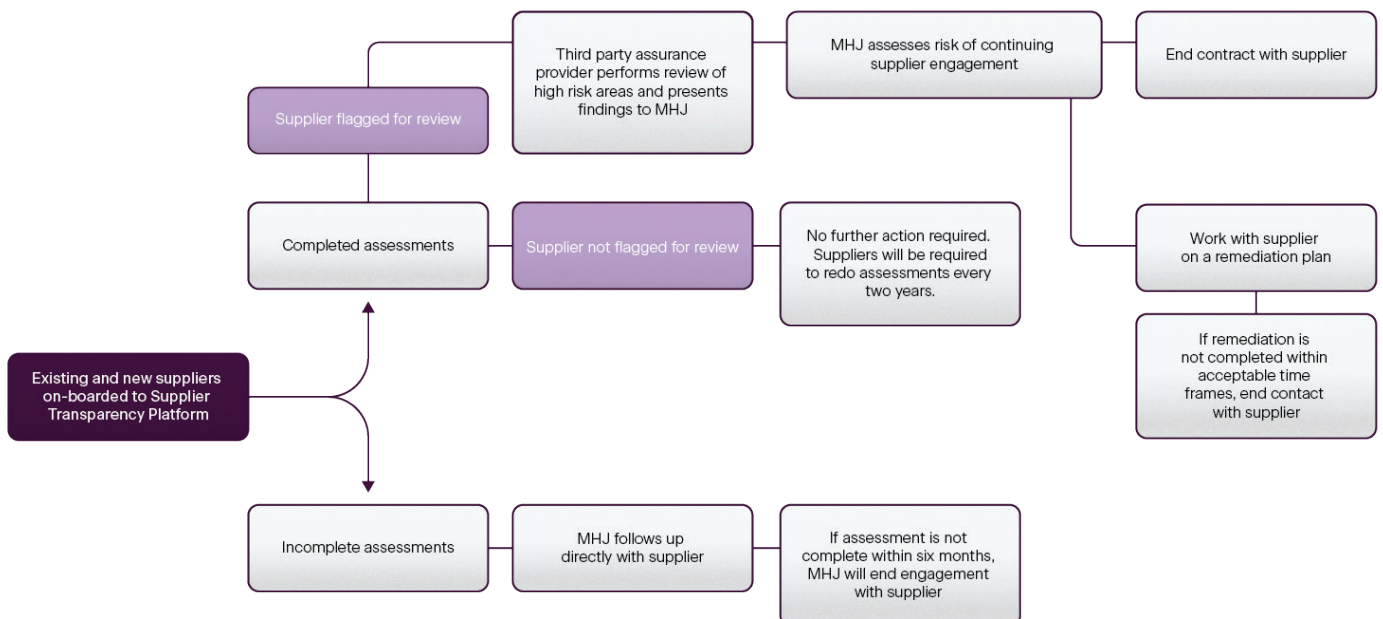 Third party assurance
provider performs review of
high risk areas and presents
findings to MHJ
MHJ assesses risk of continuing
supplier engagement
End contract with supplier
Supplier flagged for review
Completed assessments
Supplier not flagged for review
No further action required.
Suppliers will be required
to redo assessments every
two years.
Work with supplier
on a remediation plan
If remediation is
not completed within
acceptable time
frames, end contact
with supplier
Existing and new suppliers
on-boarded to Supplier
Transparency Platform
Incomplete assessments
MHJ follows up
directly with supplier
If assessment is not
complete within six months,
MHJ will end engagement
with supplier